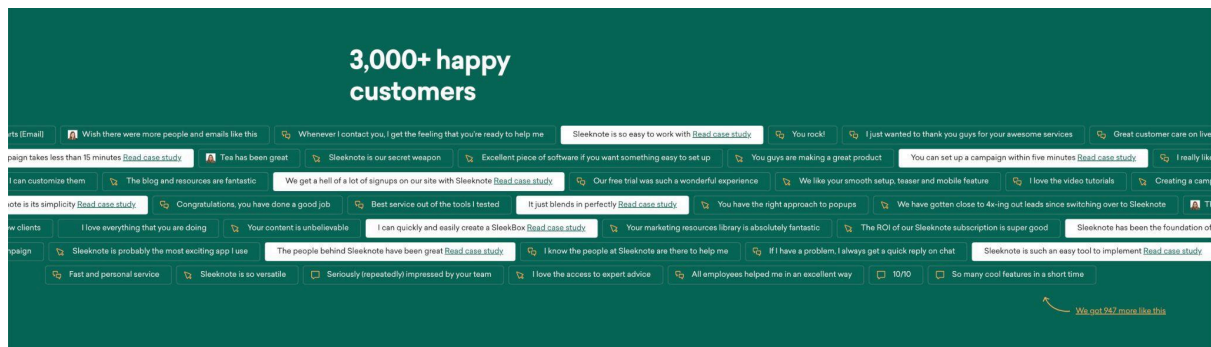 3,000+ happy
customers
[Email] Wish there were more people and emails like this Whenever I contact you, I get the feeling that you're ready to help me Sleeknote is so easy to work with Read case study You rock! I just wanted to thank you guys for your awesome services Great customer care on live
takes less than 15 minutes Read case study Tea has been great Sleeknote is our secret weapon Excellent piece of software if you want something easy to set up You guys are making a great product You can set up a campaign within five minutes Read case study I really like
I can customize them The blog and resources are fantastic We get a hell of a lot of signups on our site with Sleeknote Read case study Our free trial was such a wonderful experience We like your smooth setup, teaser and mobile feature I love the video tutorials Creating a camp
is its simplicity Read case study Congratulations, you have done a good job Best service out of the tools I tested It just blends in perfectly Read case study You have the right approach to popups We have gotten close to 4x-ing out leads since switching over to Sleeknote
clients I love everything that you are doing Your content is unbelievable I can quickly and easily create a SleekBox Read case study Your marketing resources library is absolutely fantastic The ROI of our Sleeknote subscription is super good Sleeknote has been the foundation of
Sleeknote is probably the most exciting app I use The people behind Sleeknote have been great Read case study I know the people at Sleeknote are there to help me If I have a problem, I always get a quick reply on chat Sleeknote is such an easy tool to implement Read case study
Fast and personal service Sleeknote is so versatile Seriously (repeatedly) impressed by your team I love the access to expert advice All employees helped me in an excellent way 10/10 So many cool features in a short time
We got 947 more like this